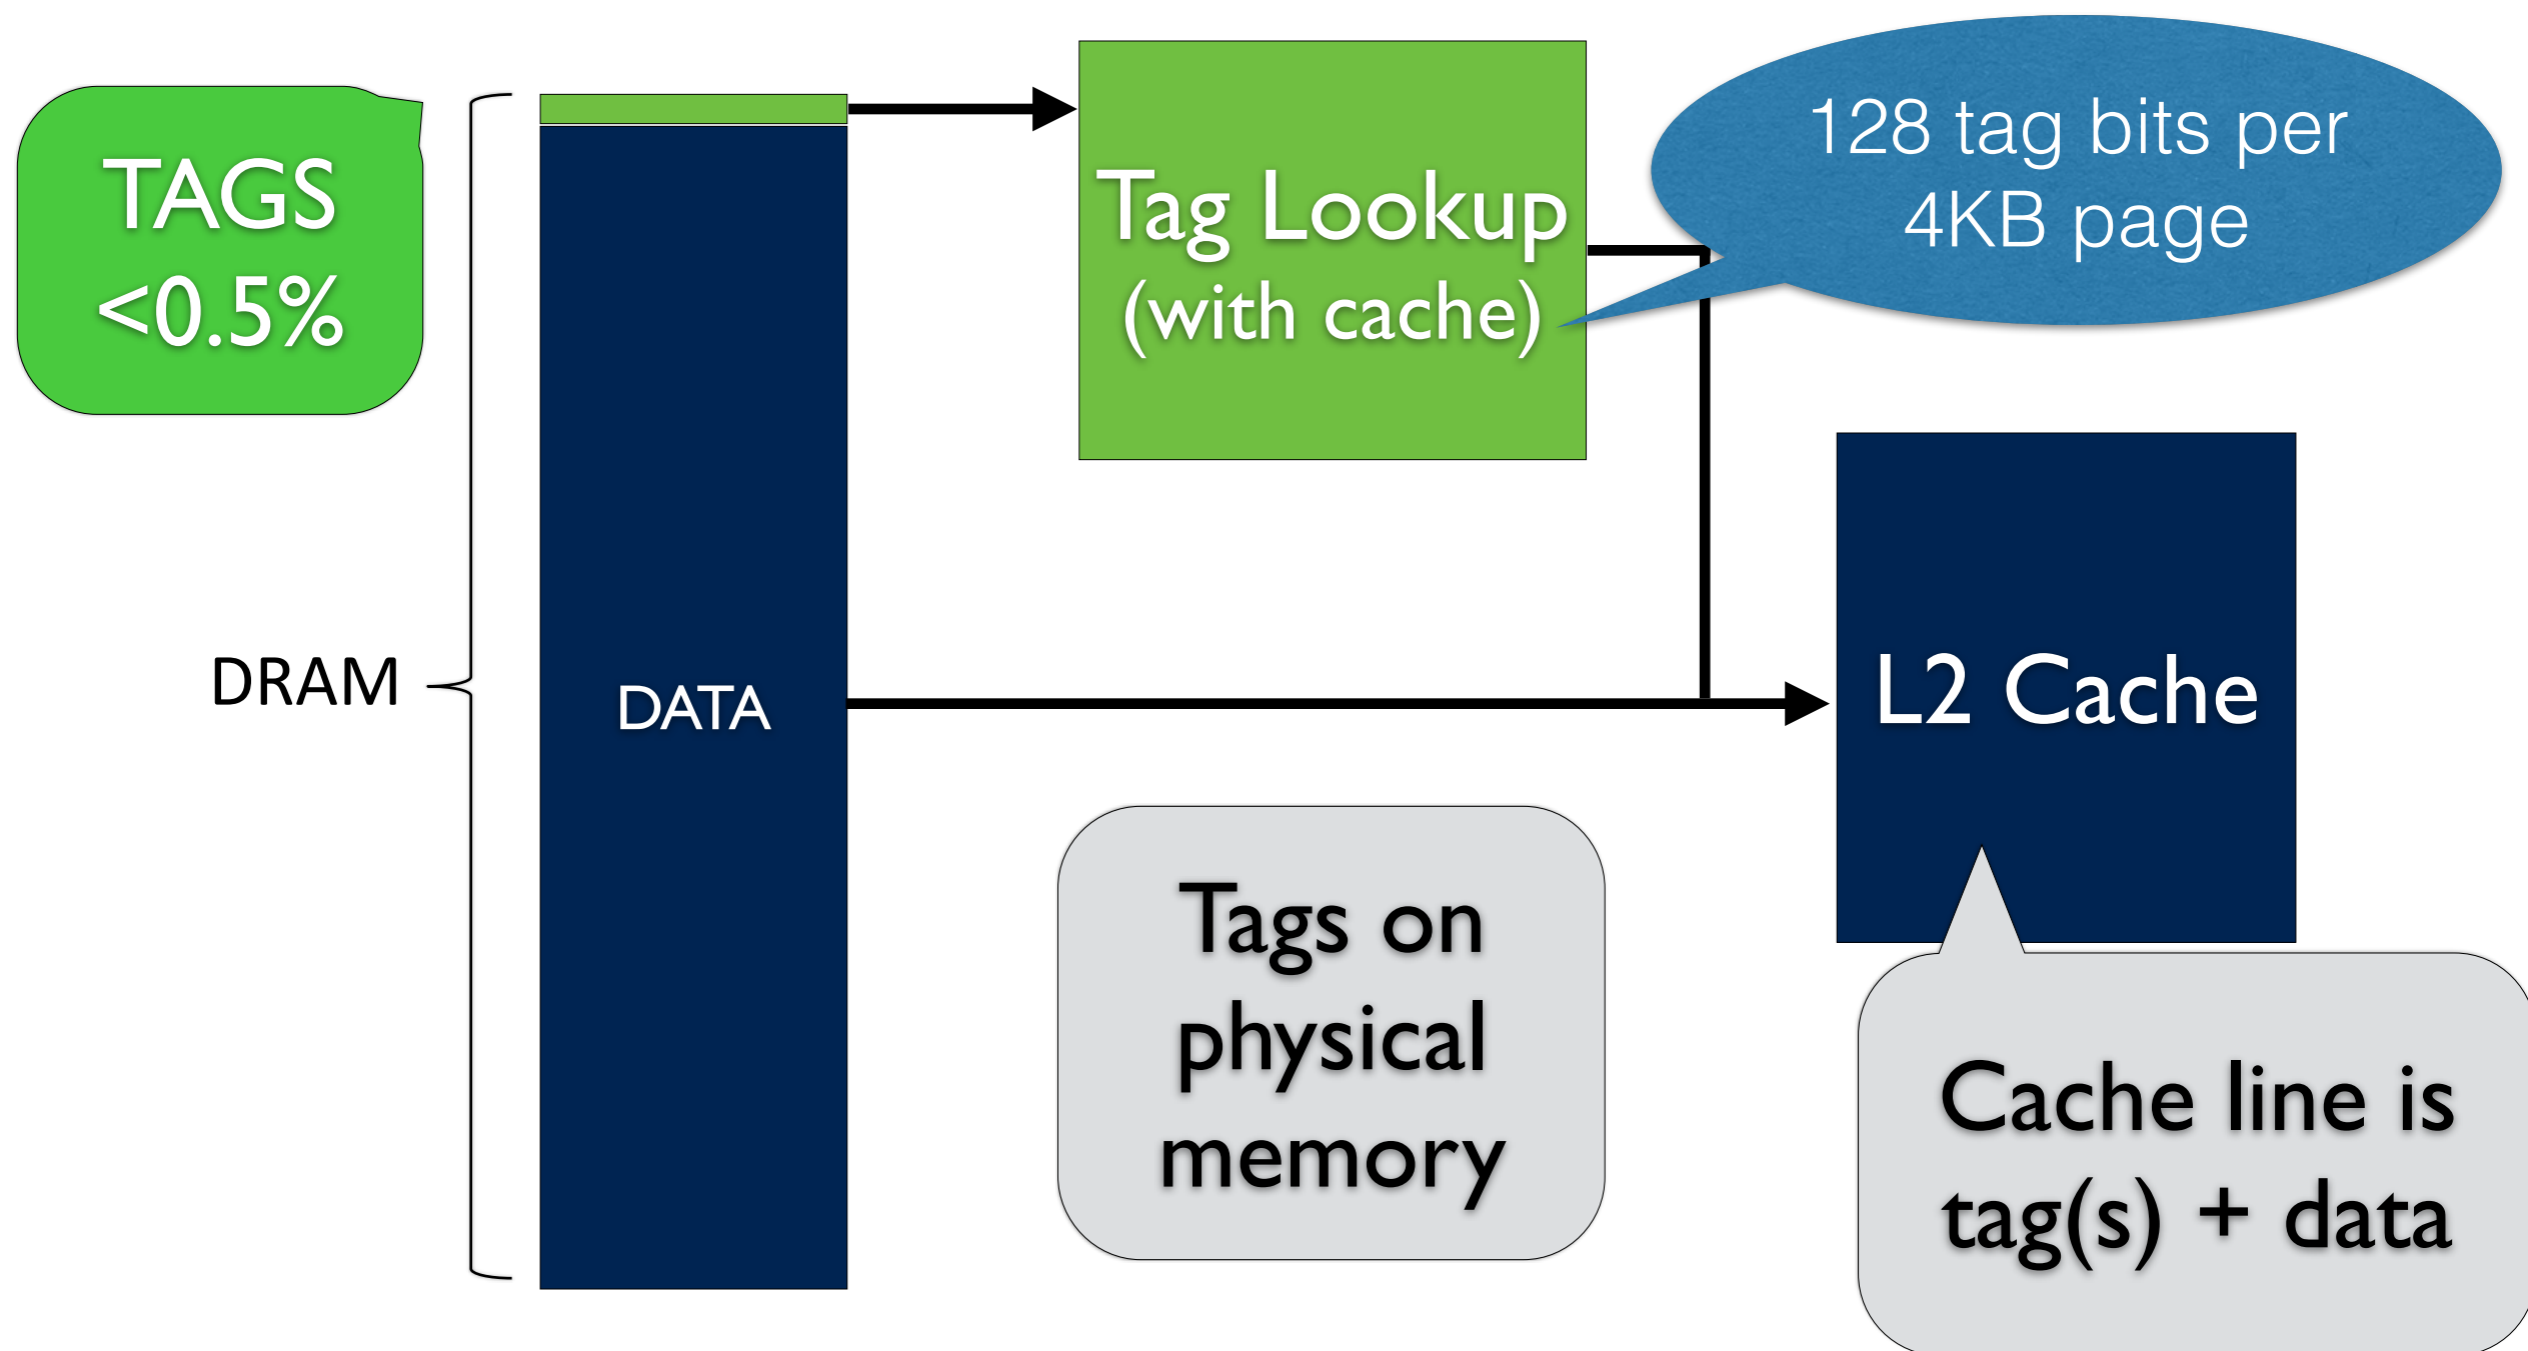 TAGS
<0.5%
Tag Lookup
(with cache)
128 tag bits per
4KB page
DRAM
DATA
L2 Cache
Tags on
physical
memory
Cache line is
tag(s) + data